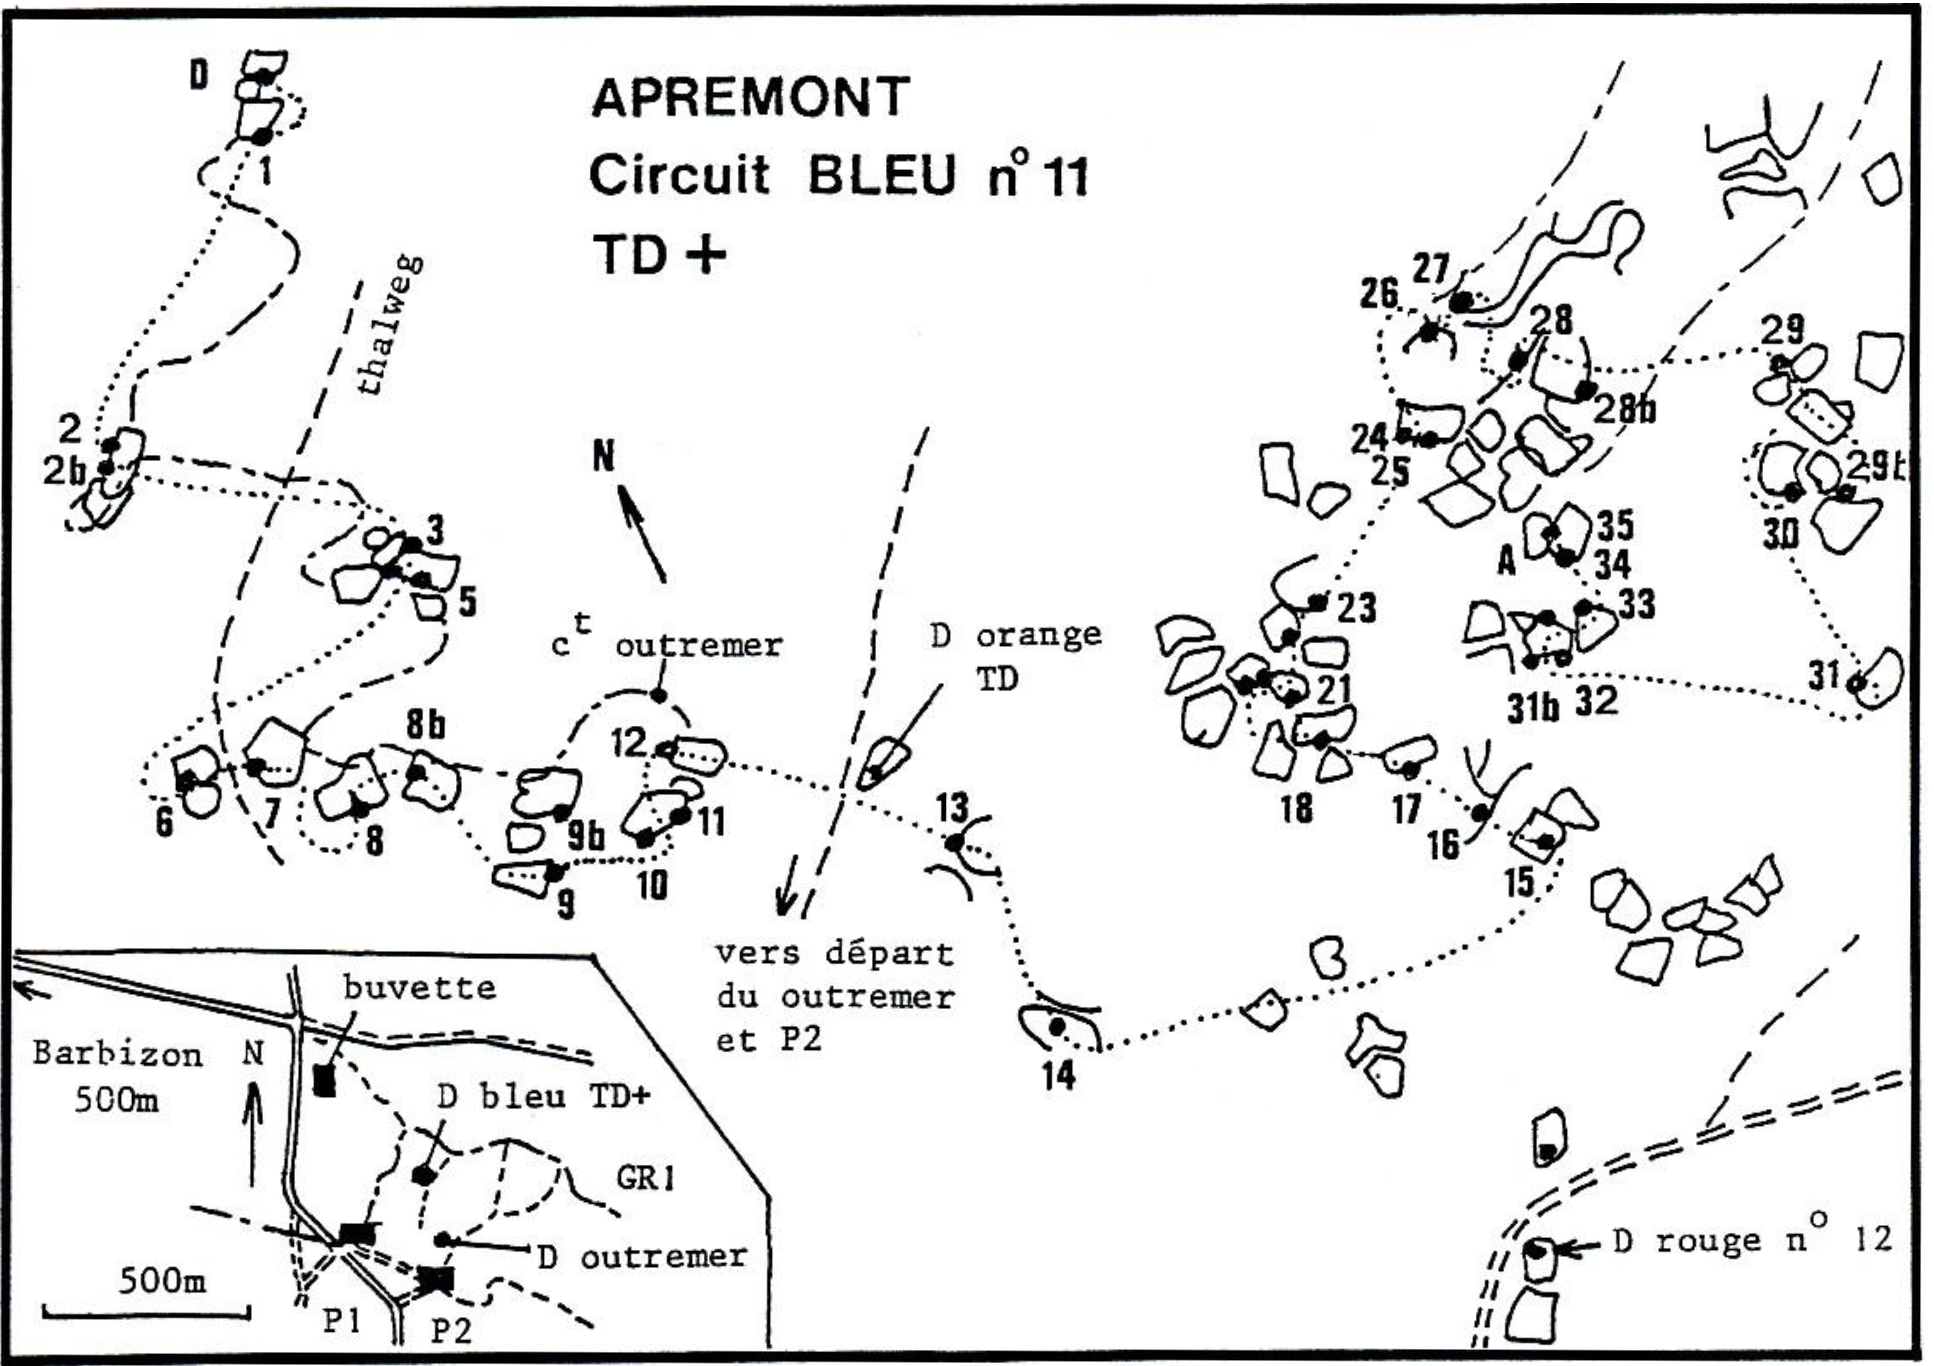 APREMONT
Circuit BLEU n° 11
TD +
D
1
thalweg
2
2b
3
5
N
c^t outremer
D orange
TD
6
7
8
8b
9
9b
10
11
12
13
14
15
16
17
18
21
23
24
25
26
27
28
28b
29
29b
30
31
31b
32
33
34
35
A
vers départ
du outremer
et P2
D rouge n° 12
buvette
Barbizon
500m
N
D bleu TD+
GR1
D outremer
500m
P1
P2